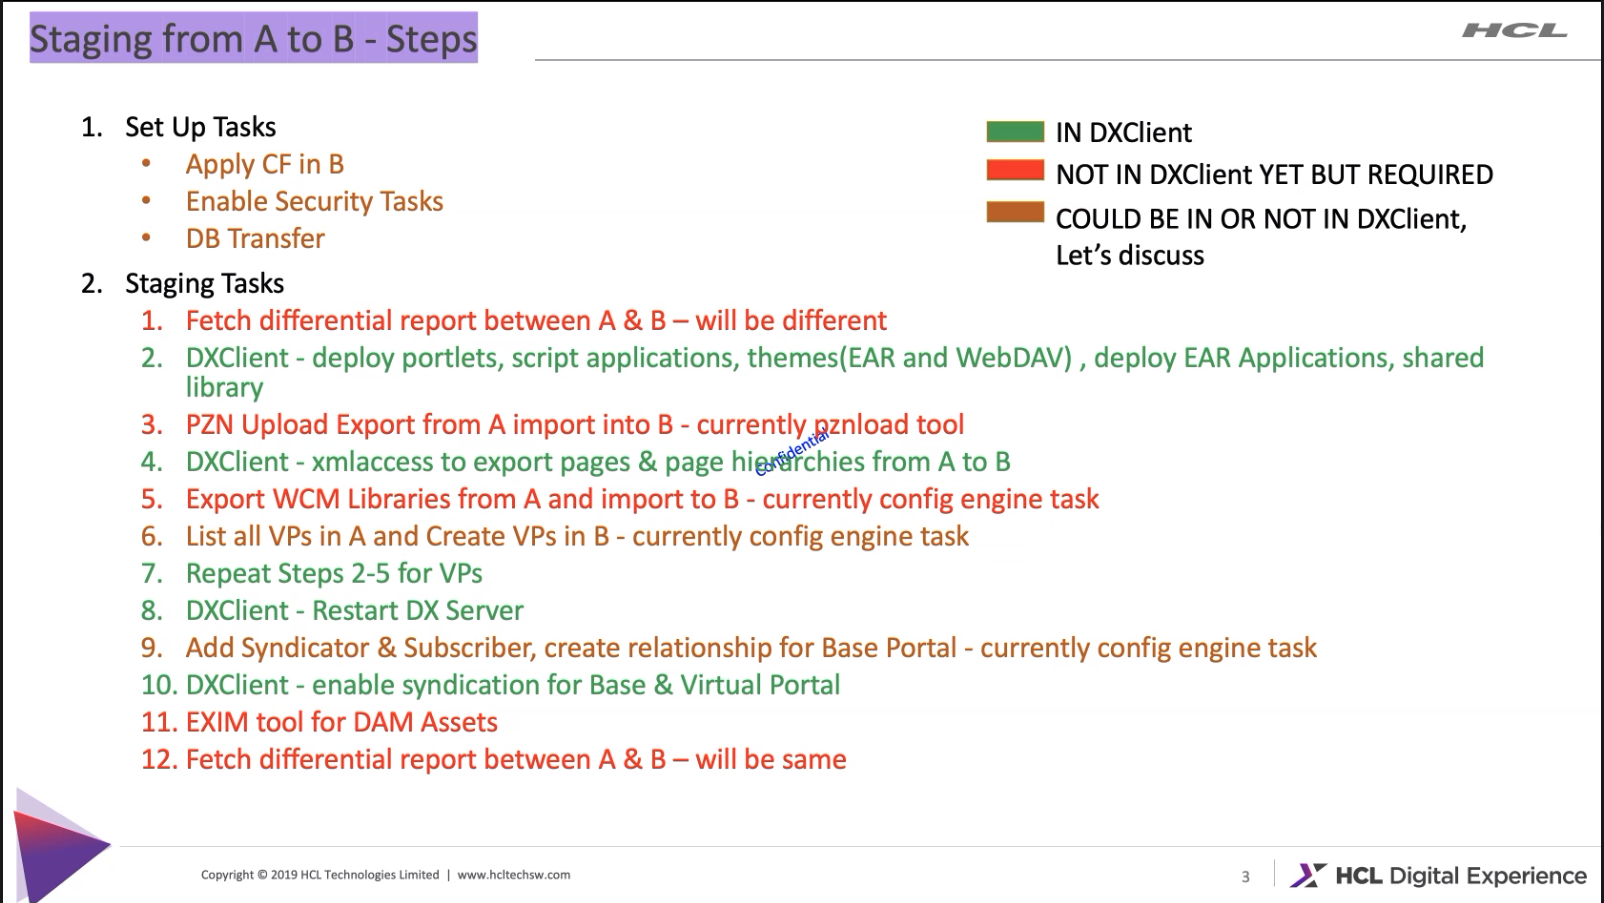 Staging from A to B - Steps
HCL
1. Set Up Tasks
• Apply CF in B
• Enable Security Tasks
• DB Transfer
IN DXClient
NOT IN DXClient YET BUT REQUIRED
COULD BE IN OR NOT IN DXClient,
Let's discuss
2. Staging Tasks
1. Fetch differential report between A & B – will be different
2. DXClient - deploy portlets, script applications, themes(EAR and WebDAV) , deploy EAR Applications, shared
library
3. PZN Upload Export from A import into B - currently pznload tool
4. DXClient - xmlaccess to export pages & page hierarchies from A to B
Confidential
5. Export WCM Libraries from A and import to B - currently config engine task
6. List all VPs in A and Create VPs in B - currently config engine task
7. Repeat Steps 2-5 for VPs
8. DXClient - Restart DX Server
9. Add Syndicator & Subscriber, create relationship for Base Portal - currently config engine task
10. DXClient - enable syndication for Base & Virtual Portal
11. EXIM tool for DAM Assets
12. Fetch differential report between A & B – will be same
Copyright © 2019 HCL Technologies Limited | www.hcltechsw.com
3
HCL Digital Experience